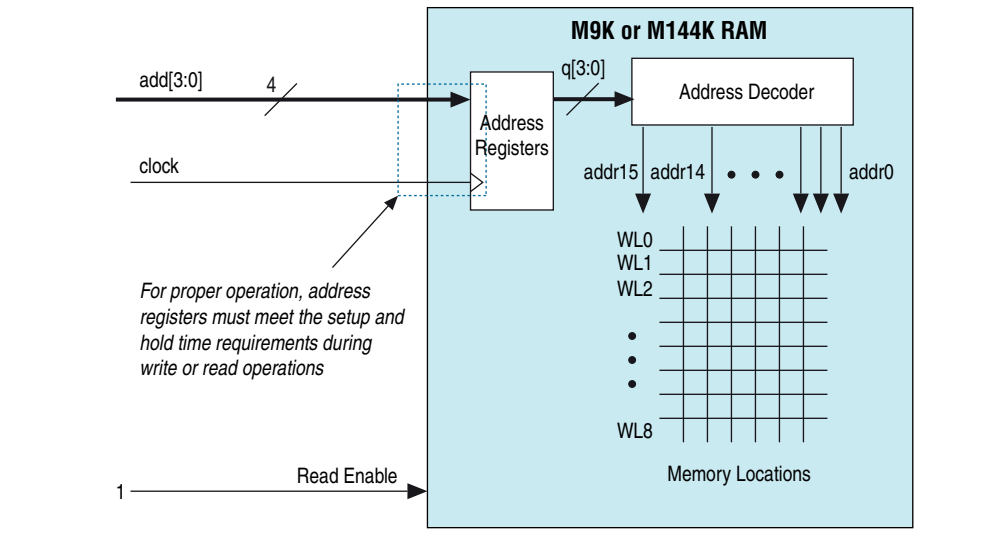 M9K or M144K RAM
add[3:0]
4
q[3:0]
Address Decoder
Address
Registers
clock
addr15
addr14
• • •
addr0
WL0
WL1
WL2
For proper operation, address
registers must meet the setup and
hold time requirements during
write or read operations
WL8
Memory Locations
Read Enable
1